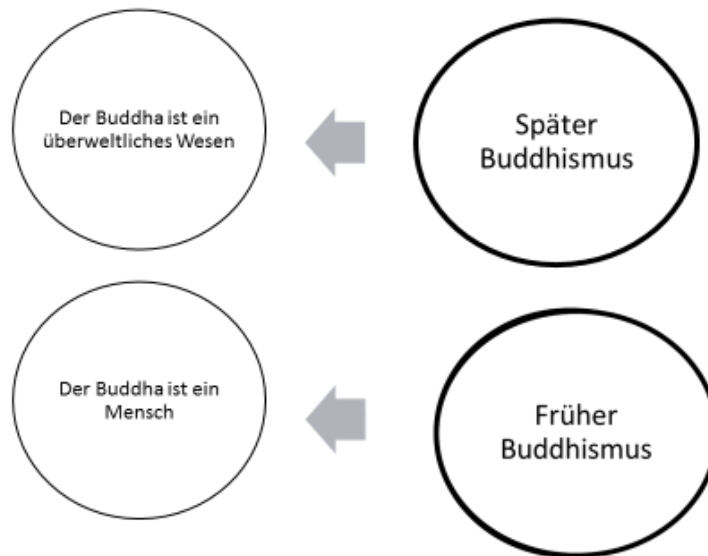 Der Buddha ist ein
überweltliches Wesen
Später
Buddhismus
Der Buddha ist ein
Mensch
Früher
Buddhismus